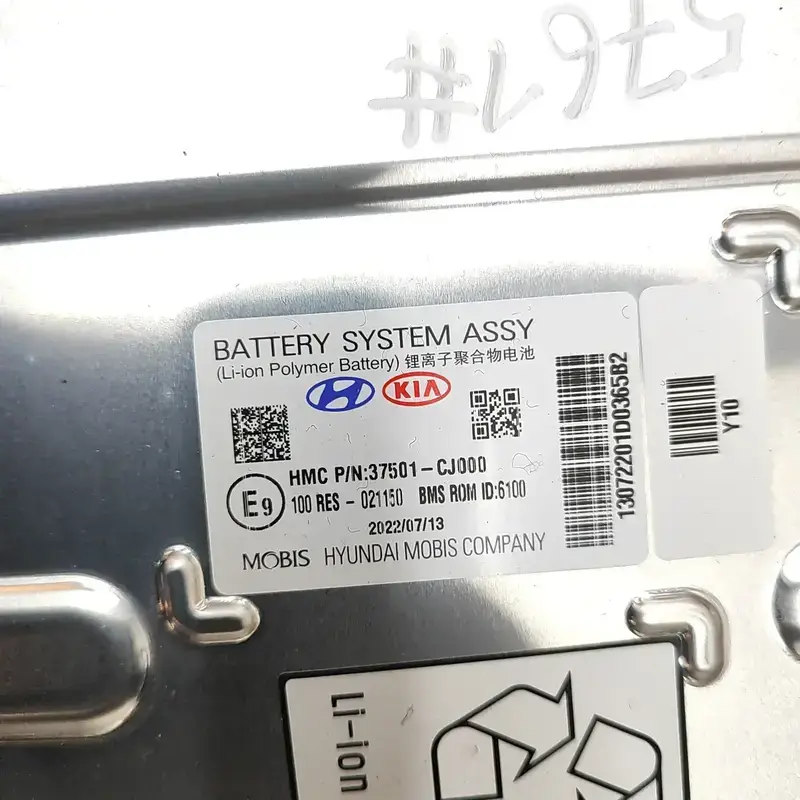 5761#
BATTERY SYSTEM ASSY
(Li-ion Polymer Battery) 锂离子聚合物电池
KIA
HMC P/N:37501-CJ000
E9
100 RES - 021150 BMS ROM ID:6100
2022/07/13
MOBIS HYUNDAI MOBIS COMPANY
13072201D0365B2
Y10
Li-ion